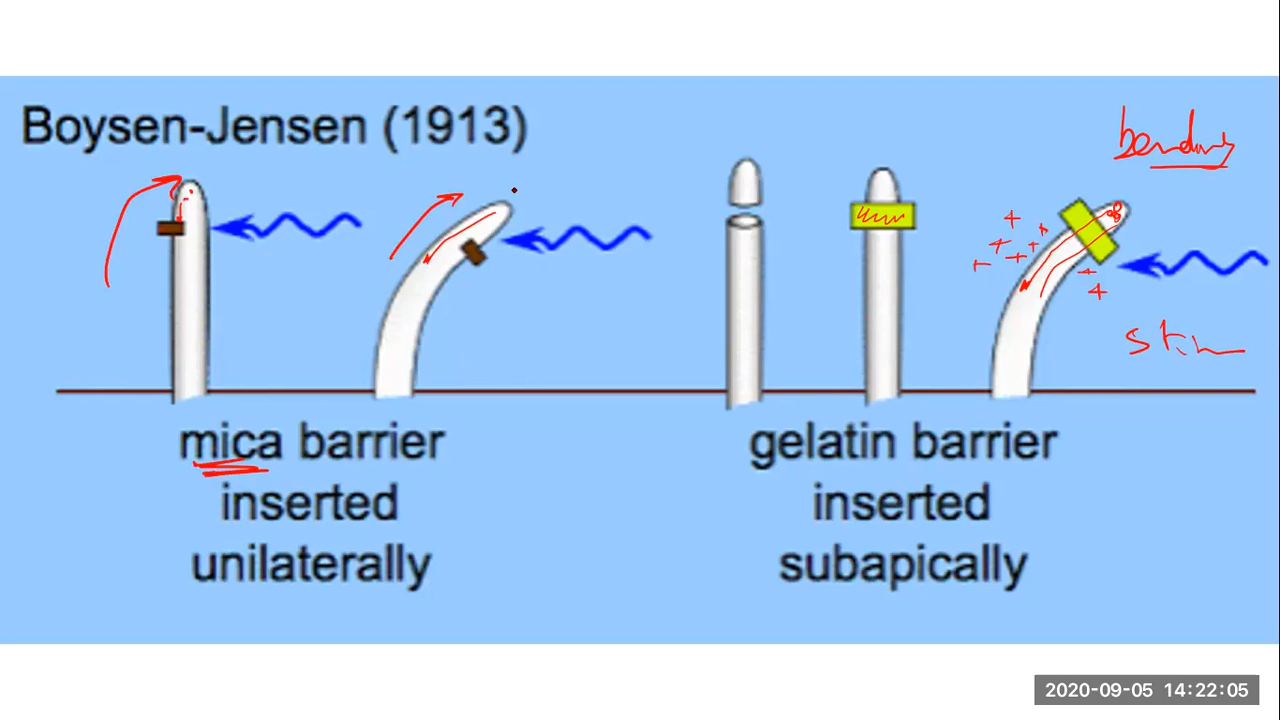 Boysen-Jensen (1913)
bending
mica barrier
inserted
unilaterally
gelatin barrier
inserted
subapically
2020-09-05 14:22:05